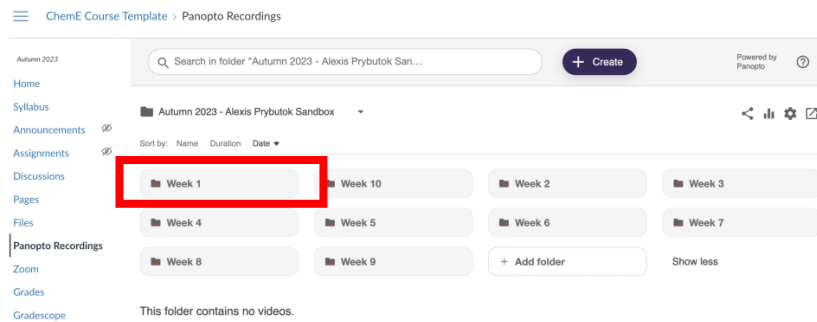 ChemE Course Template > Panopto Recordings
Autumn 2023
Home
Syllabus
Announcements
Assignments
Discussions
Pages
Files
Panopto Recordings
Zoom
Grades
Gradescope
Search in folder "Autumn 2023 - Alexis Prybutok San...
+ Create
Powered by
Panopto
Autumn 2023 - Alexis Prybutok Sandbox
Sort by: Name Duration Date
Week 1 Week 10 Week 2 Week 3
Week 4 Week 5 Week 6 Week 7
Week 8 Week 9 + Add folder Show less
This folder contains no videos.